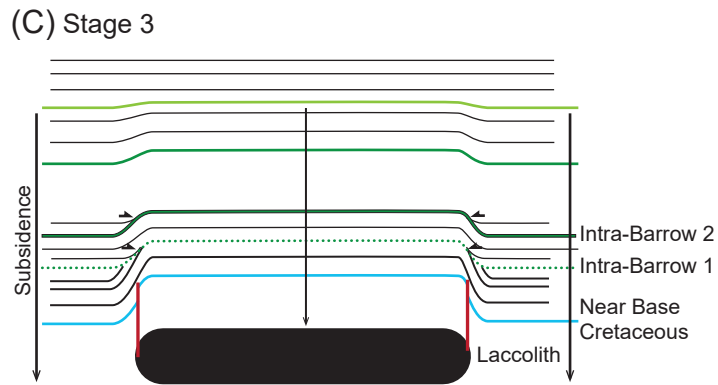 (C) Stage 3
Subsidence
Intra-Barrow 2
Intra-Barrow 1
Near Base
Cretaceous
Laccolith